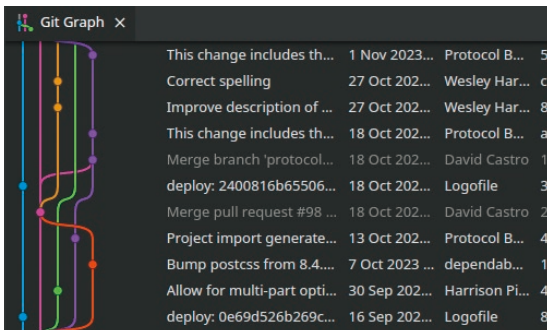 Git Graph ×
This change includes th... 1 Nov 2023... Protocol B... 5
Correct spelling 27 Oct 202... Wesley Har... c
Improve description of ... 27 Oct 202... Wesley Har... 8
This change includes th... 18 Oct 202... Protocol B... a
Merge branch 'protocol... 18 Oct 202... David Castro 1
deploy: 2400816b65506... 18 Oct 202... Logofile 3
Merge pull request #98 ... 18 Oct 202... David Castro 2
Project import generate... 13 Oct 202... Protocol B... 4
Bump postcss from 8.4.... 7 Oct 2023 ... dependab... 1
Allow for multi-part opti... 30 Sep 202... Harrison Pi... 4
deploy: 0e69d526b269c... 16 Sep 202... Logofile 8